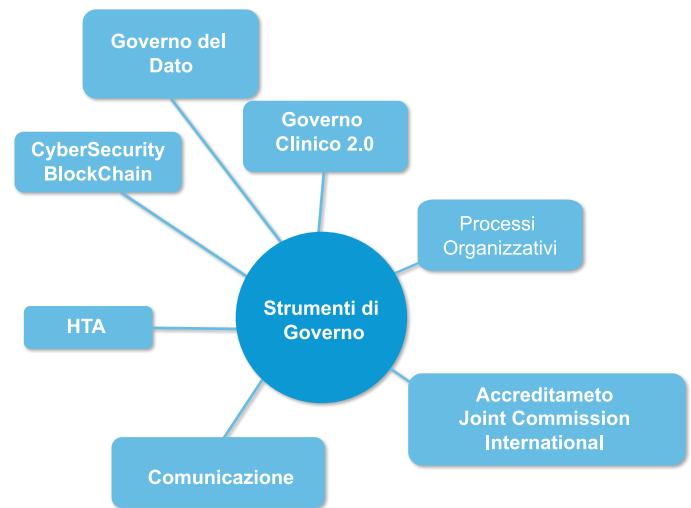 Governo del
Dato
Governo
Clinico 2.0
CyberSecurity
BlockChain
Processi
Organizzativi
Strumenti di
Governo
HTA
Accreditameto
Joint Commission
International
Comunicazione